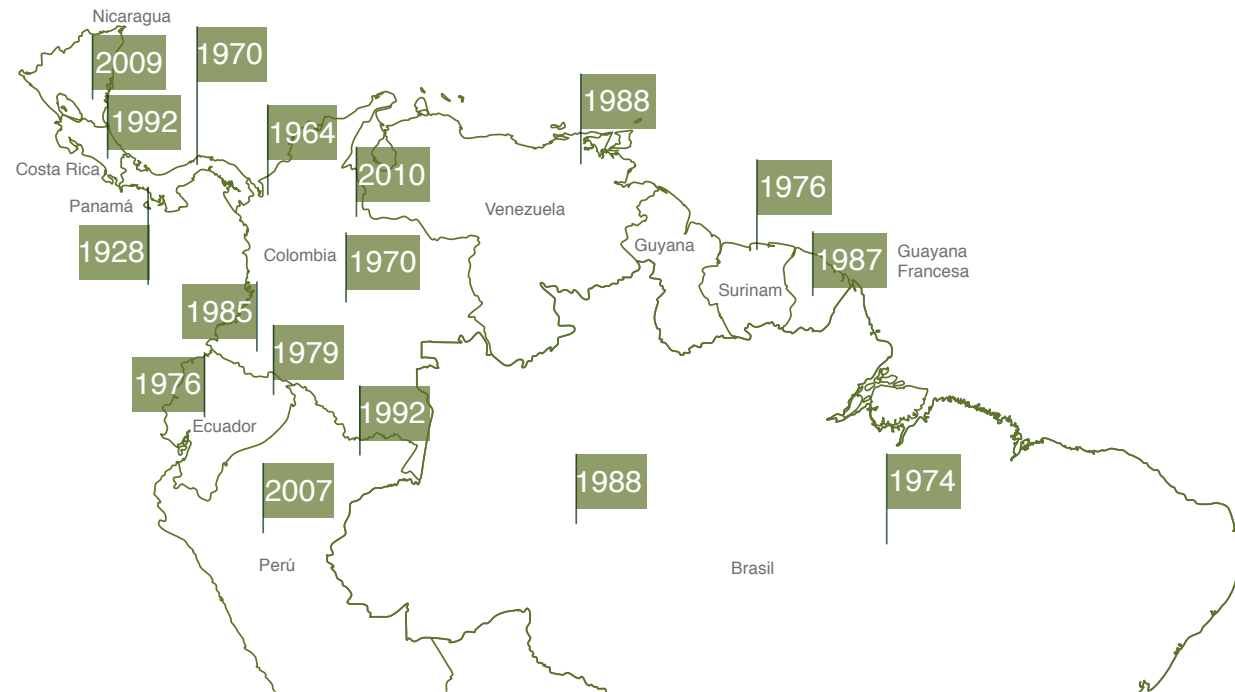 Nicaragua
2009
1970
1992
1988
1964
Costa Rica
2010
1976
Panamá
Venezuela
1928
Colombia
1970
Guyana
1987
Guayana
Francesa
Surinam
1985
1979
1976
1992
Ecuador
2007
1988
1974
Perú
Brasil